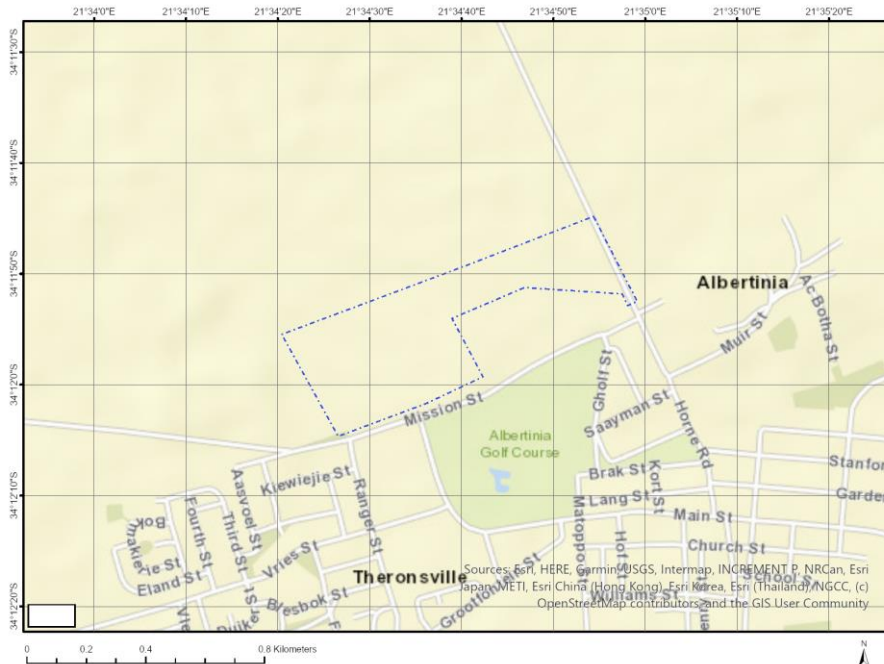 21°34'0"E 21°34'10"E 21°34'20"E 21°34'30"E 21°34'40"E 21°34'50"E 21°35'0"E 21°35'10"E 21°35'20"E
34°11'30"S
34°11'40"S
34°11'50"S
34°12'0"S
34°12'10"S
34°12'20"S
Albertinia
Ac Botha St
Muir St
Mission St
Gholf St
Saayman St
Horne Rd
Albertinia
Golf Course
Kiewiejie St
Aasvoel St
Ranger St
Fourth St
Third St
Brak St
Kort St
Lang St
Main St
Church St
Hof St
Williams St
School St
Vries St
Eland St
Blesbok St
Theronsville
Sources: Esri, HERE, Garmin, USGS, Intermap, INCREMENT P, NRCan, Esri
Japan, METI, Esri China (Hong Kong), Esri Korea, Esri (Thailand), NGCC, (c)
OpenStreetMap contributors, and the GIS User Community
0 0.2 0.4 0.8 Kilometers
N